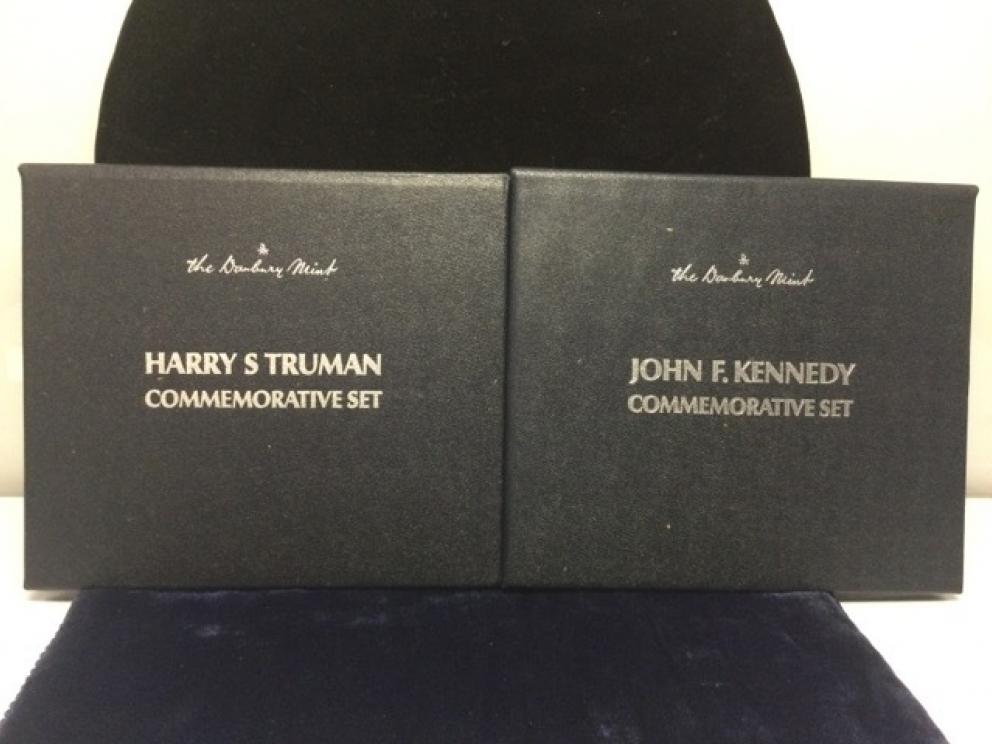 the Danbury Mint
HARRY S TRUMAN
COMMEMORATIVE SET
the Danbury Mint
JOHN F. KENNEDY
COMMEMORATIVE SET